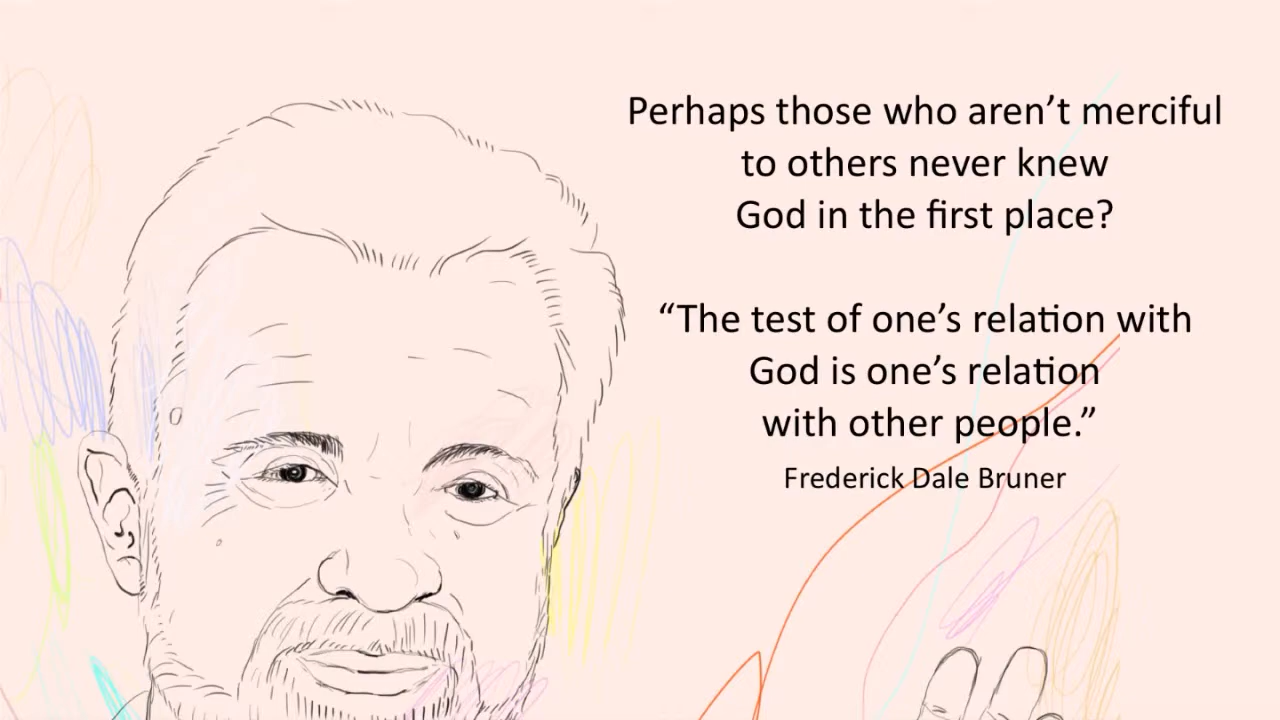 Perhaps those who aren’t merciful
to others never knew
God in the first place?
“The test of one’s relation with
God is one’s relation
with other people.”
Frederick Dale Bruner